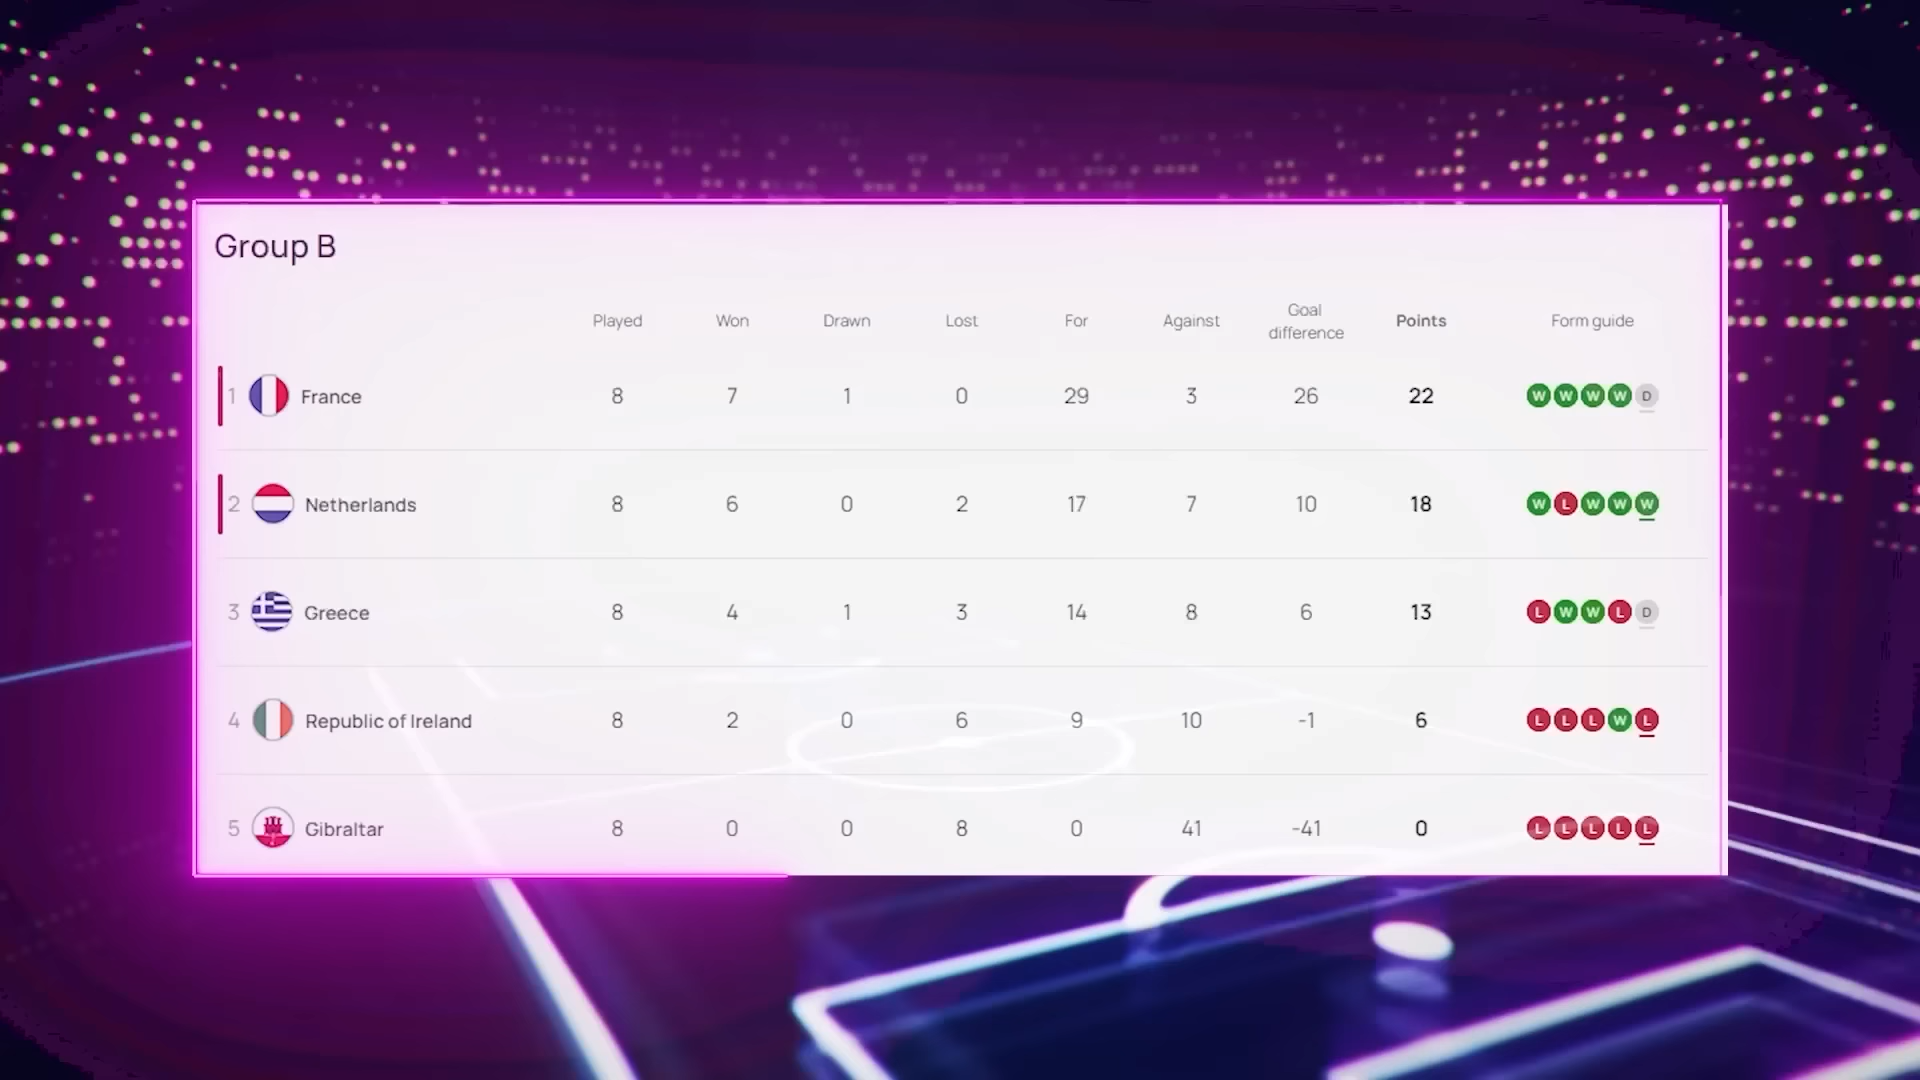 Group B
Played Won Drawn Lost For Against Goal difference Points Form guide
1 France 8 7 1 0 29 3 26 22 W W W W D
2 Netherlands 8 6 0 2 17 7 10 18 W L W W W
3 Greece 8 4 1 3 14 8 6 13 L W W L D
4 Republic of Ireland 8 2 0 6 9 10 -1 6 L L L W L
5 Gibraltar 8 0 0 8 0 41 -41 0 L L L L L